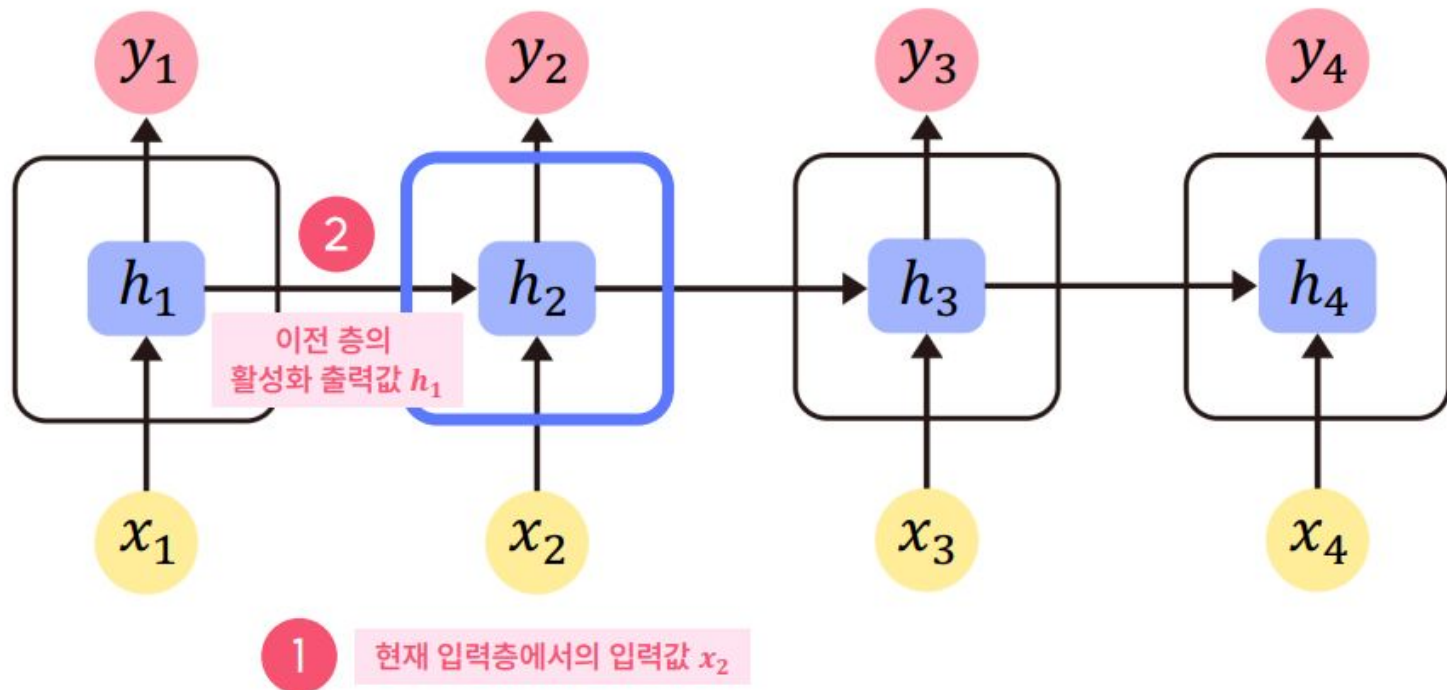 y₁ y₂ y₃ y₄
2
h₁ h₂ h₃ h₄
이전 층의
활성화 출력값 h₁
x₁ x₂ x₃ x₄
1 현재 입력층에서의 입력값 x₂